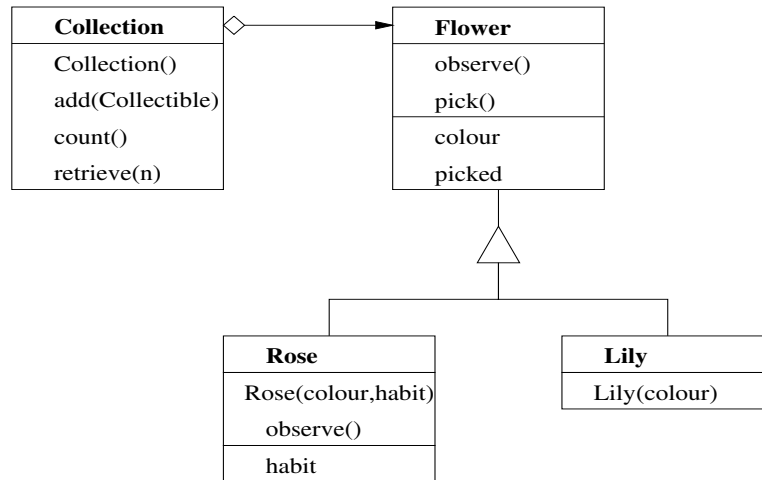 Collection
Collection()
add(Collectible)
count()
retrieve(n)
Flower
observe()
pick()
colour
picked
Rose
Rose(colour,habit)
observe()
habit
Lily
Lily(colour)